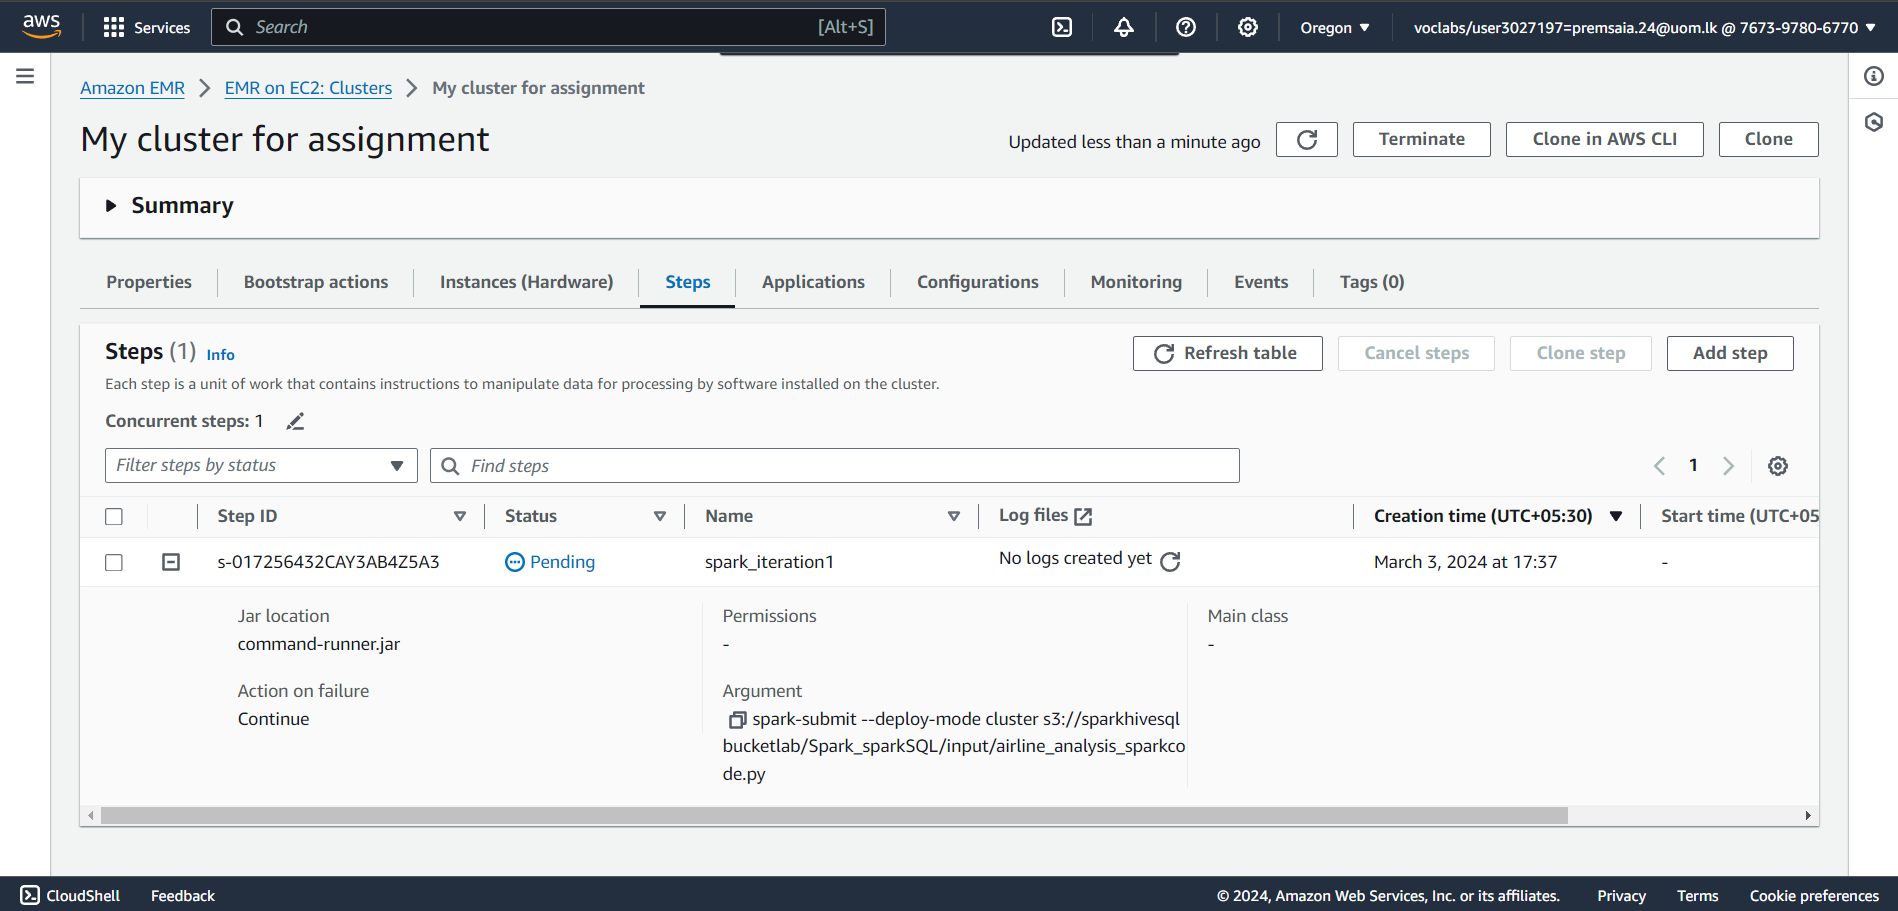 aws Services Search [Alt+S] Oregon voclabs/user3027197=premsaia.24@uom.lk @ 7673-9780-6770
Amazon EMR EMR on EC2: Clusters My cluster for assignment
My cluster for assignment Updated less than a minute ago Terminate Clone in AWS CLI Clone
Summary
Properties Bootstrap actions Instances (Hardware) Steps Applications Configurations Monitoring Events Tags (0)
Steps (1) Info Refresh table Cancel steps Clone step Add step
Each step is a unit of work that contains instructions to manipulate data for processing by software installed on the cluster.
Concurrent steps: 1
Filter steps by status Find steps 1
Step ID Status Name Log files Creation time (UTC+05:30) Start time (UTC+05
s-017256432CAY3AB4Z5A3 Pending spark_iteration1 No logs created yet March 3, 2024 at 17:37 -
Jar location Permissions Main class
command-runner.jar - -
Action on failure Argument
Continue spark-submit --deploy-mode cluster s3://sparkhivesql
bucketlab/Spark_sparkSQL/input/airline_analysis_sparkco
de.py
CloudShell Feedback © 2024, Amazon Web Services, Inc. or its affiliates. Privacy Terms Cookie preferences